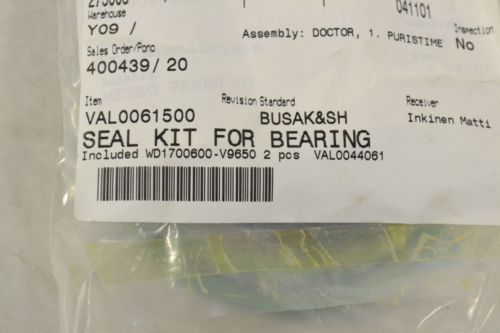 041101
Warehouse
Y09 /
Assembly: DOCTOR, 1. PURISTIME
Inspection
No
Sales Order/Pono
400439/ 20
Item
Revision Standard
Receiver
VAL0061500
BUSAK&SH
Inkinen Matti
SEAL KIT FOR BEARING
Included WD1700600-V9650 2 pcs VAL0044061